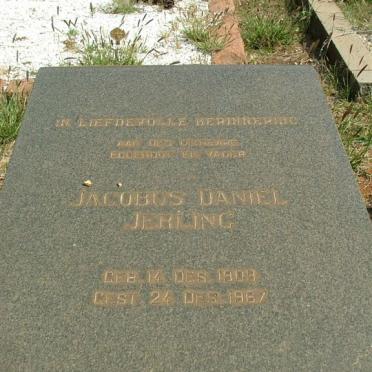 IN LIEFDEVOLLE HERINNERING
AAN ONS DIERBARE
EGGENOOT EN VADER
JACOBUS DANIEL
JERLING
GEB. 14 DES. 1909
GEST. 24 DES. 1967